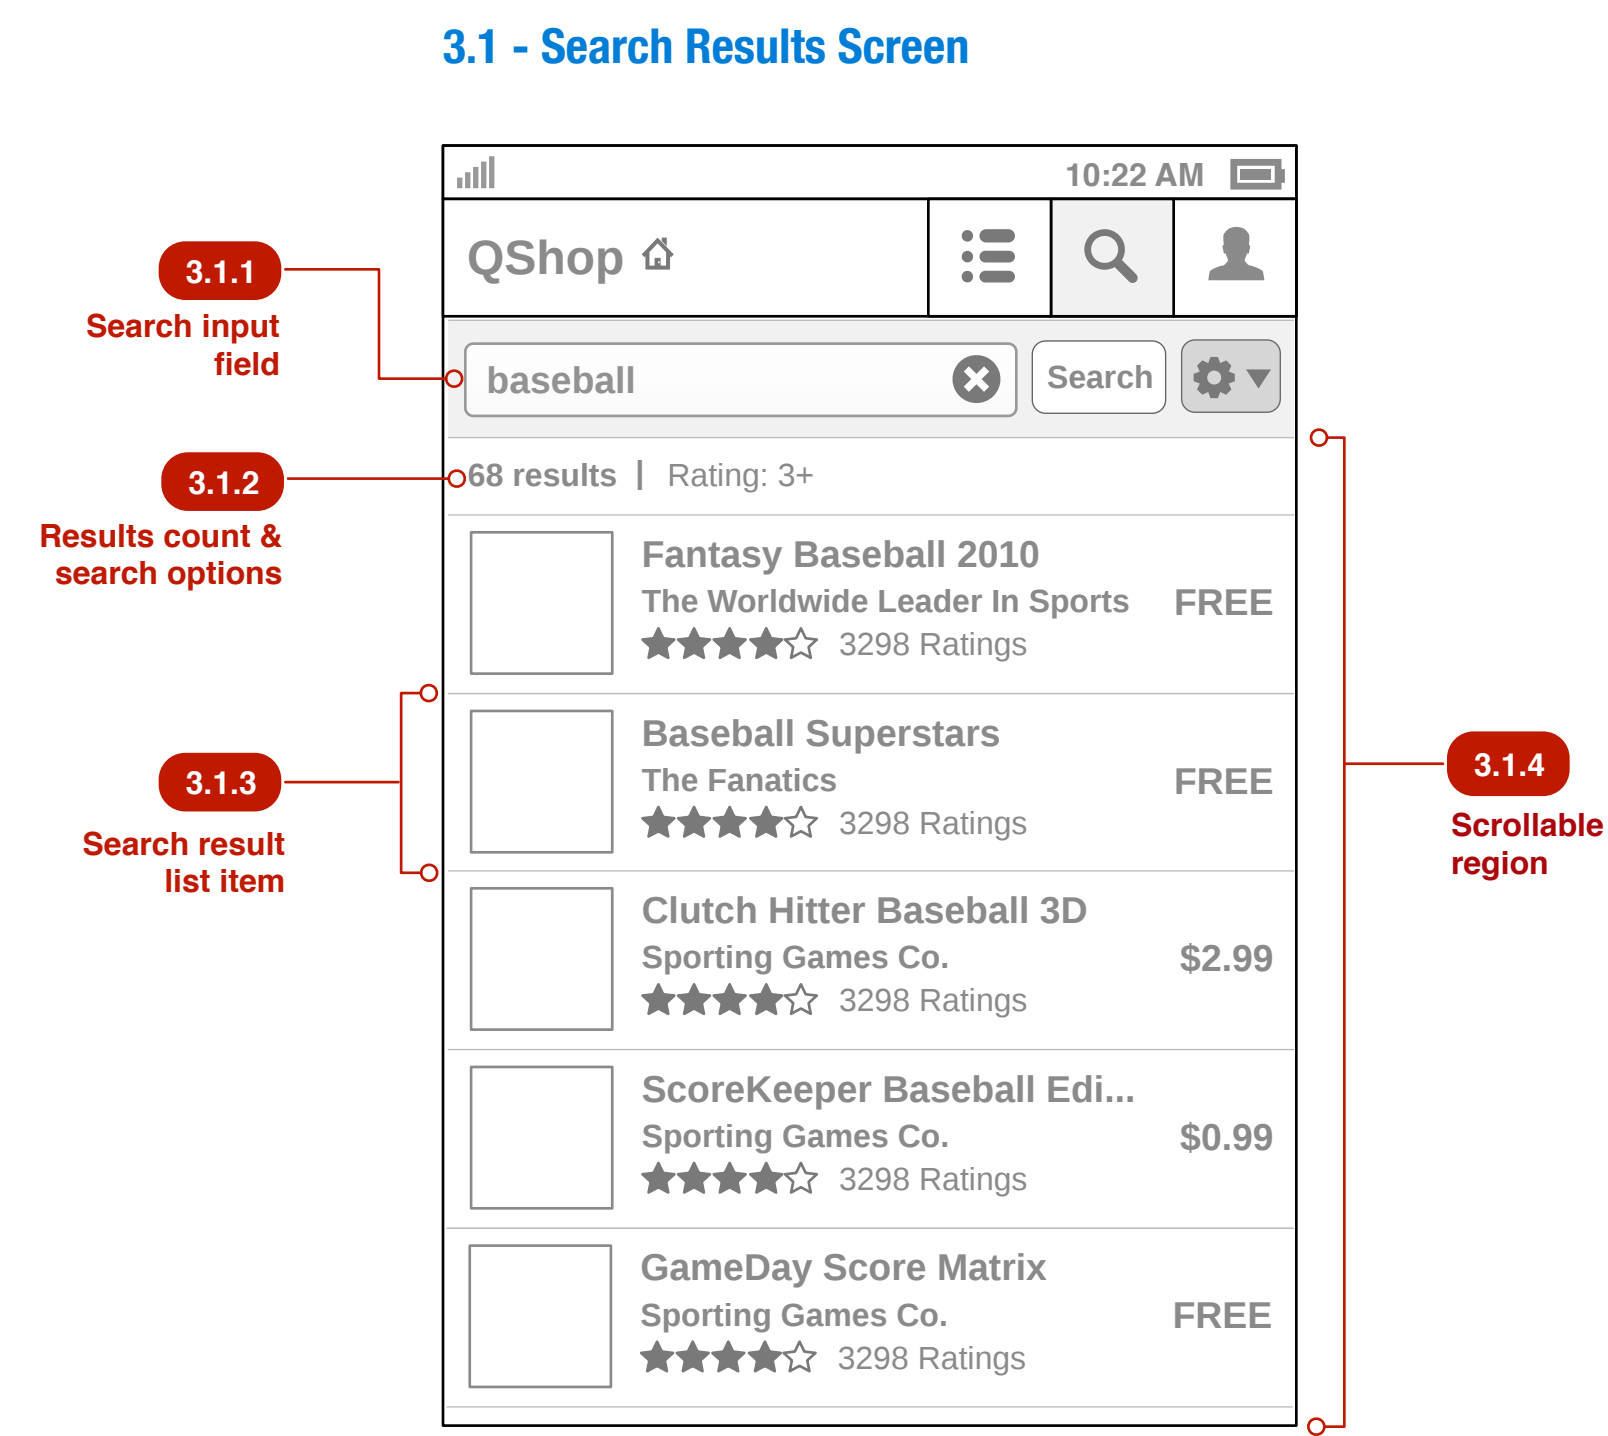 3.1 - Search Results Screen
10:22 AM
QShop
3.1.1
Search input
field
baseball
Search
3.1.2
Results count &
search options
68 results | Rating: 3+
Fantasy Baseball 2010
The Worldwide Leader In Sports
FREE
3298 Ratings
3.1.3
Search result
list item
Baseball Superstars
The Fanatics
FREE
3298 Ratings
3.1.4
Scrollable
region
Clutch Hitter Baseball 3D
Sporting Games Co.
$2.99
3298 Ratings
ScoreKeeper Baseball Edi...
Sporting Games Co.
$0.99
3298 Ratings
GameDay Score Matrix
Sporting Games Co.
FREE
3298 Ratings